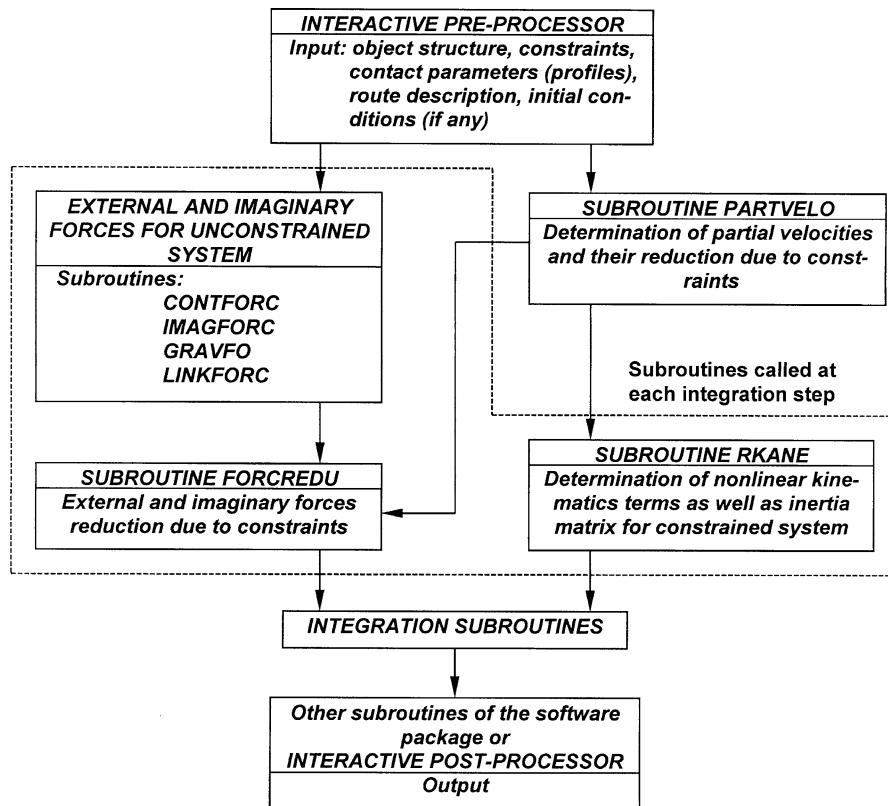 INTERACTIVE PRE-PROCESSOR
Input: object structure, constraints,
contact parameters (profiles),
route description, initial con-
ditions (if any)
EXTERNAL AND IMAGINARY
FORCES FOR UNCONSTRAINED
SYSTEM
Subroutines:
CONTFORC
IMAGFORC
GRAVFO
LINKFORC
SUBROUTINE PARTVELO
Determination of partial velocities
and their reduction due to const-
raints
Subroutines called at
each integration step
SUBROUTINE FORCREDU
External and imaginary forces
reduction due to constraints
SUBROUTINE RKANE
Determination of nonlinear kine-
matics terms as well as inertia
matrix for constrained system
INTEGRATION SUBROUTINES
Other subroutines of the software
package or
INTERACTIVE POST-PROCESSOR
Output